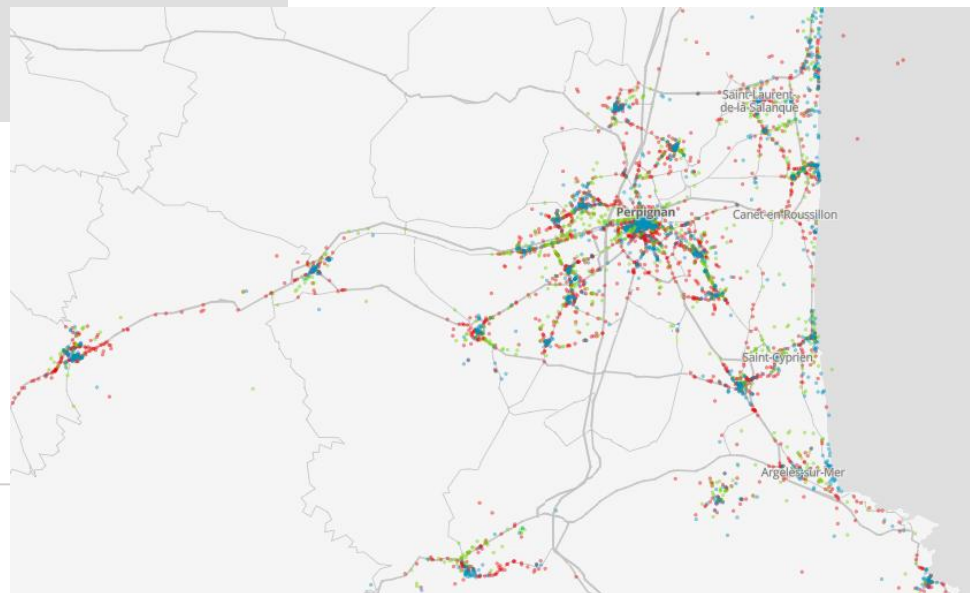 Saint-Laurent-
de-la-Salanque
Perpignan
Canet-en-Roussillon
Saint-Cyprien
Argelès-sur-Mer